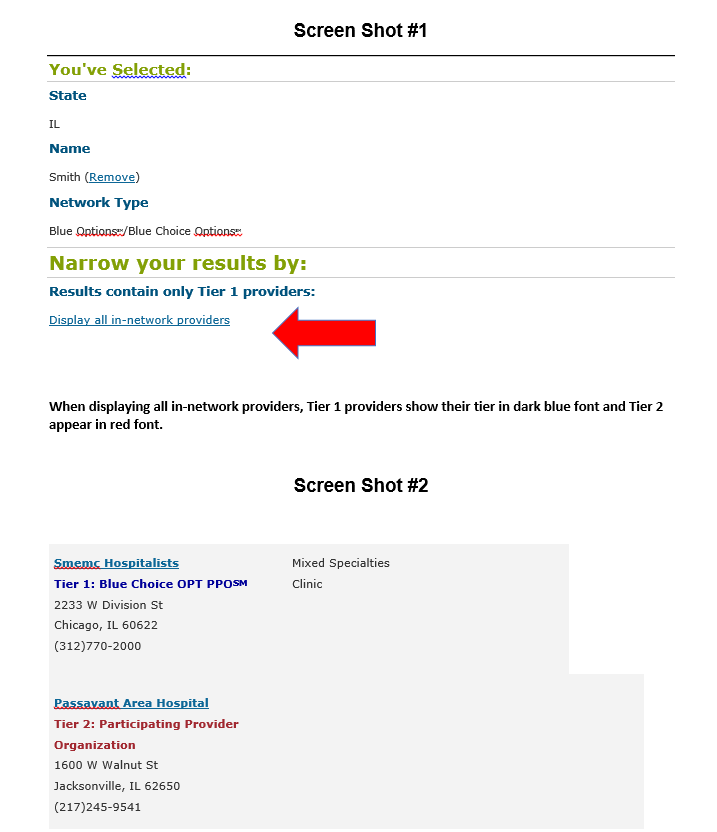 Screen Shot #1
You've Selected:
State
IL
Name
Smith (Remove)
Network Type
Blue Options℠/Blue Choice Options℠
Narrow your results by:
Results contain only Tier 1 providers:
Display all in-network providers
When displaying all in-network providers, Tier 1 providers show their tier in dark blue font and Tier 2
appear in red font.
Screen Shot #2
Smemc Hospitalists Mixed Specialties
Tier 1: Blue Choice OPT PPO℠ Clinic
2233 W Division St
Chicago, IL 60622
(312)770-2000
Passavant Area Hospital
Tier 2: Participating Provider
Organization
1600 W Walnut St
Jacksonville, IL 62650
(217)245-9541